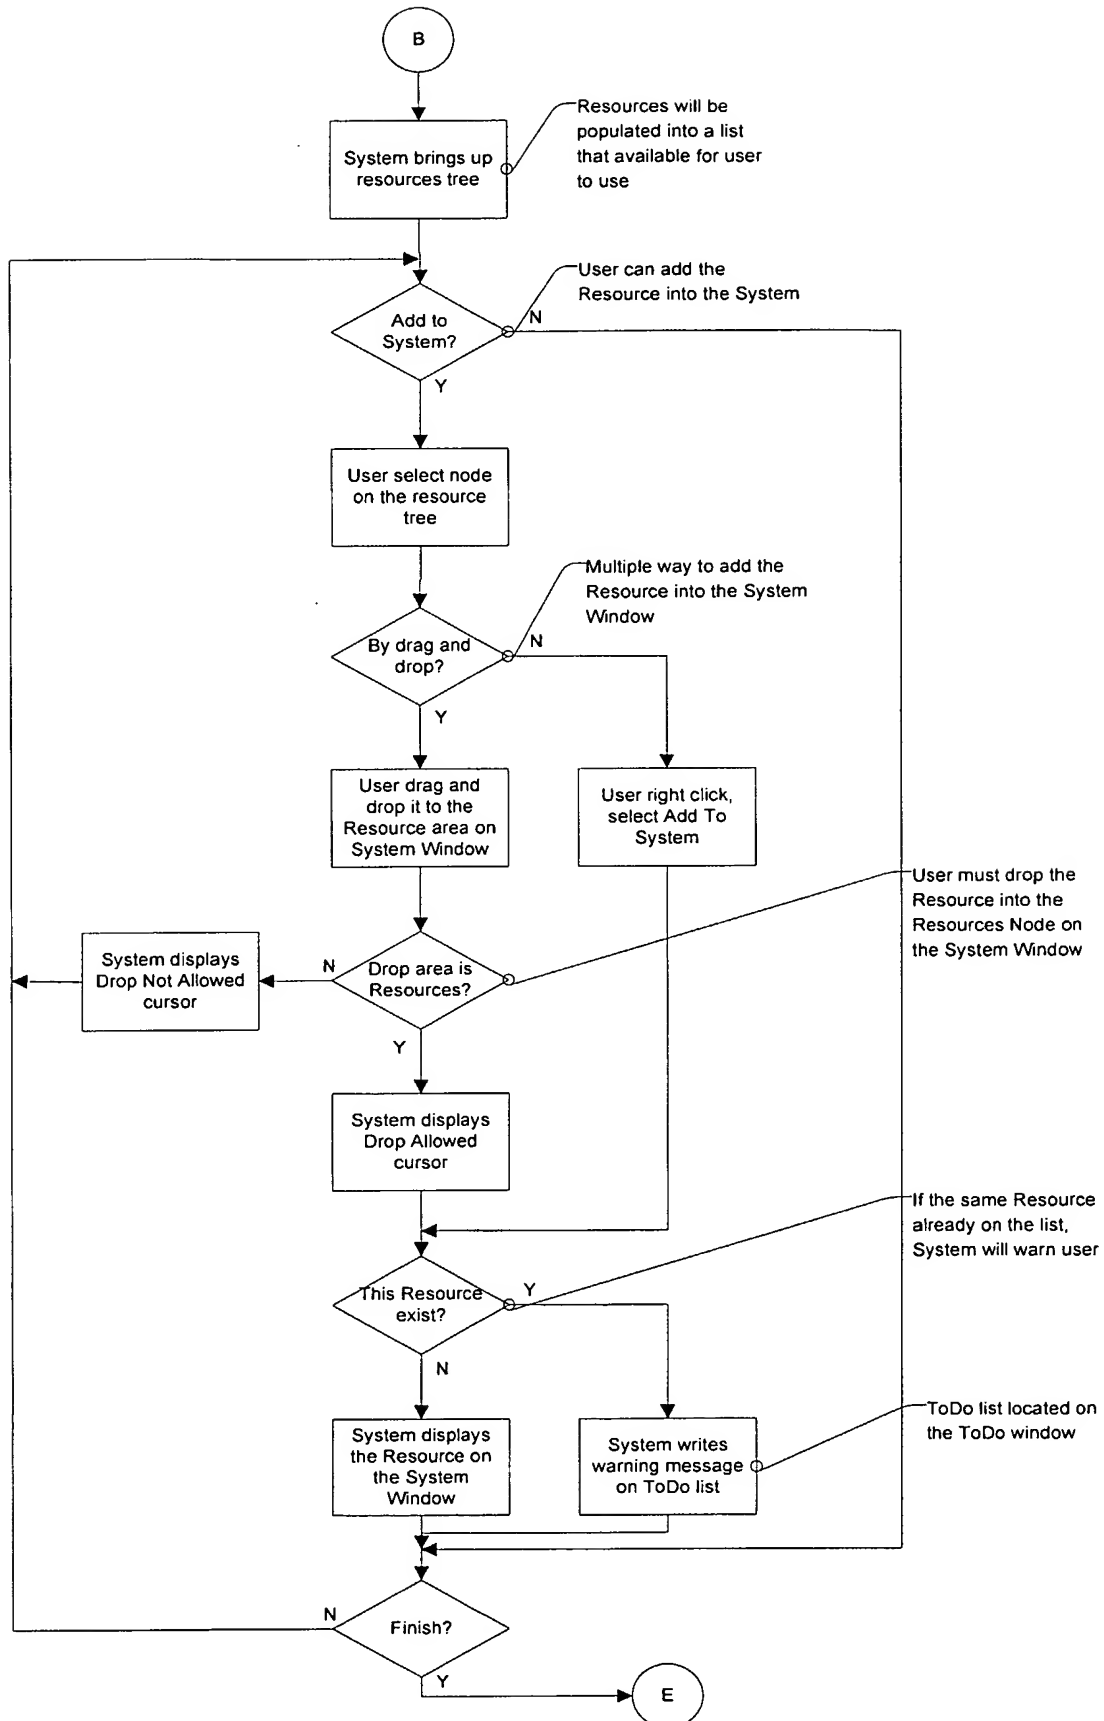 B
System brings up
resources tree
Resources will be
populated into a list
that available for user
to use
User can add the
Resource into the System
Add to
System?
N
Y
User select node
on the resource
tree
Multiple way to add the
Resource into the System
Window
By drag and
drop?
N
Y
User drag and
drop it to the
Resource area on
System Window
User right click,
select Add To
System
User must drop the
Resource into the
Resources Node on
the System Window
System displays
Drop Not Allowed
cursor
N
Drop area is
Resources?
Y
System displays
Drop Allowed
cursor
If the same Resource
already on the list,
System will warn user
This Resource
exist?
Y
N
System displays
the Resource on
the System
Window
System writes
warning message
on ToDo list
ToDo list located on
the ToDo window
N
Finish?
Y
E